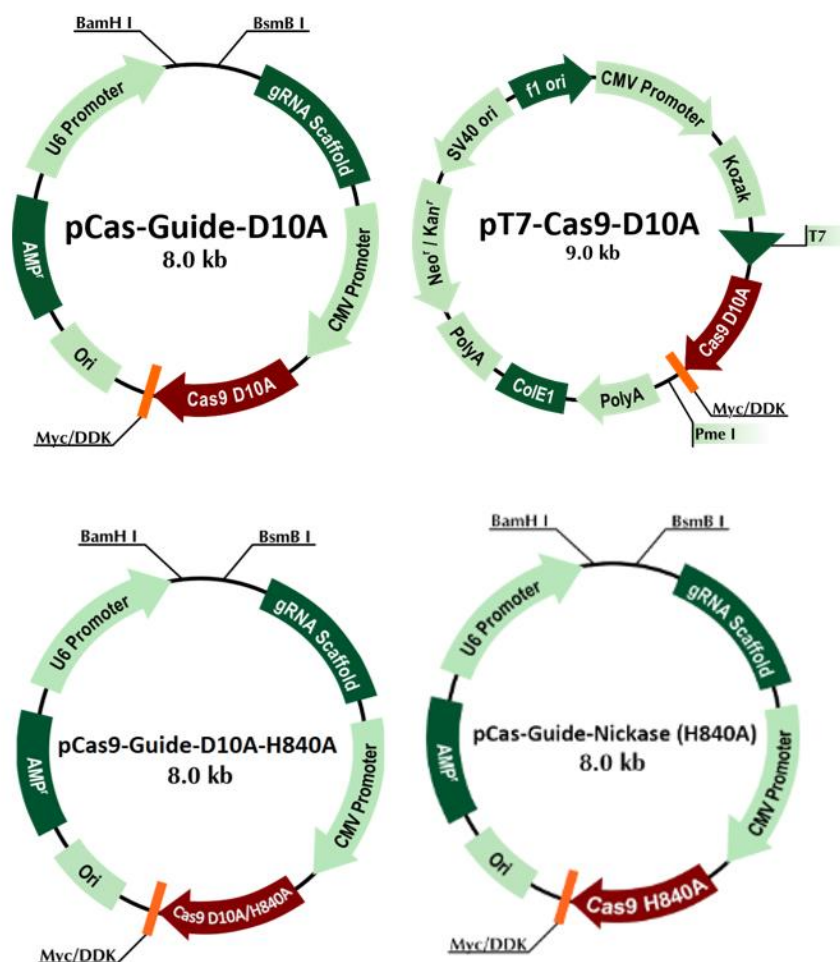 BamH I
BsmB I
U6 Promoter
gRNA Scaffold
CMV Promoter
Cas9 D10A
Myc/DDK
Ori
AMPʳ
pCas-Guide-D10A
8.0 kb
f1 ori
CMV Promoter
Kozak
T7
Cas9 D10A
Myc/DDK
Pme I
PolyA
ColE1
PolyA
Neoʳ / Kanʳ
SV40 ori
pT7-Cas9-D10A
9.0 kb
BamH I
BsmB I
U6 Promoter
gRNA Scaffold
CMV Promoter
Cas9 D10A/H840A
Myc/DDK
Ori
AMPʳ
pCas9-Guide-D10A-H840A
8.0 kb
BamH I
BsmB I
U6 Promoter
gRNA Scaffold
CMV Promoter
Cas9 H840A
Myc/DDK
Ori
AMPʳ
pCas-Guide-Nickase (H840A)
8.0 kb